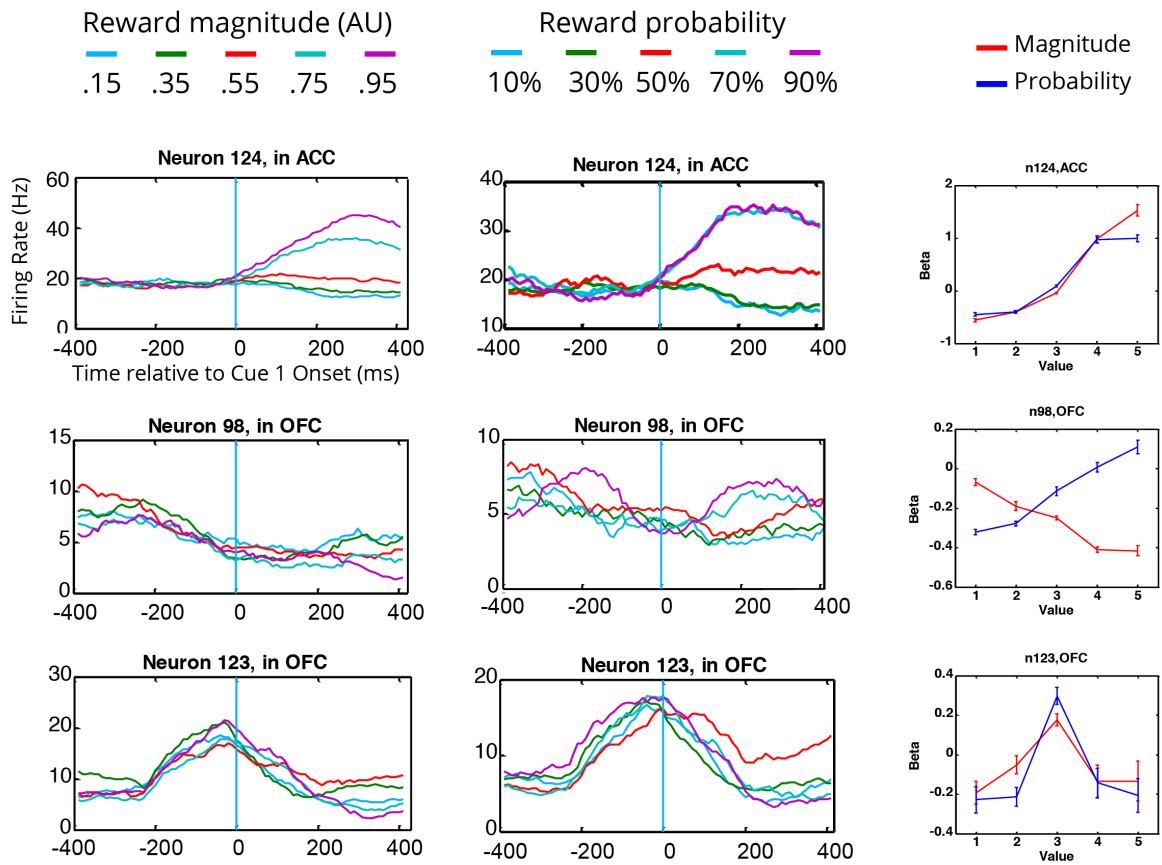 Reward magnitude (AU)
.15 .35 .55 .75 .95
Reward probability
10% 30% 50% 70% 90%
Magnitude
Probability
Neuron 124, in ACC
Firing Rate (Hz)
60
40
20
0
-400 -200 0 200 400
Time relative to Cue 1 Onset (ms)
Neuron 124, in ACC
40
30
20
10
-400 -200 0 200 400
n124,ACC
Beta
2
1
0
-1
1 2 3 4 5
Value
Neuron 98, in OFC
15
10
5
0
-400 -200 0 200 400
Neuron 98, in OFC
10
5
0
-400 -200 0 200 400
n98,OFC
Beta
0.2
0
-0.2
-0.4
-0.6
1 2 3 4 5
Value
Neuron 123, in OFC
30
20
10
0
-400 -200 0 200 400
Neuron 123, in OFC
20
10
0
-400 -200 0 200 400
n123,OFC
Beta
0.4
0.2
0
-0.2
-0.4
1 2 3 4 5
Value